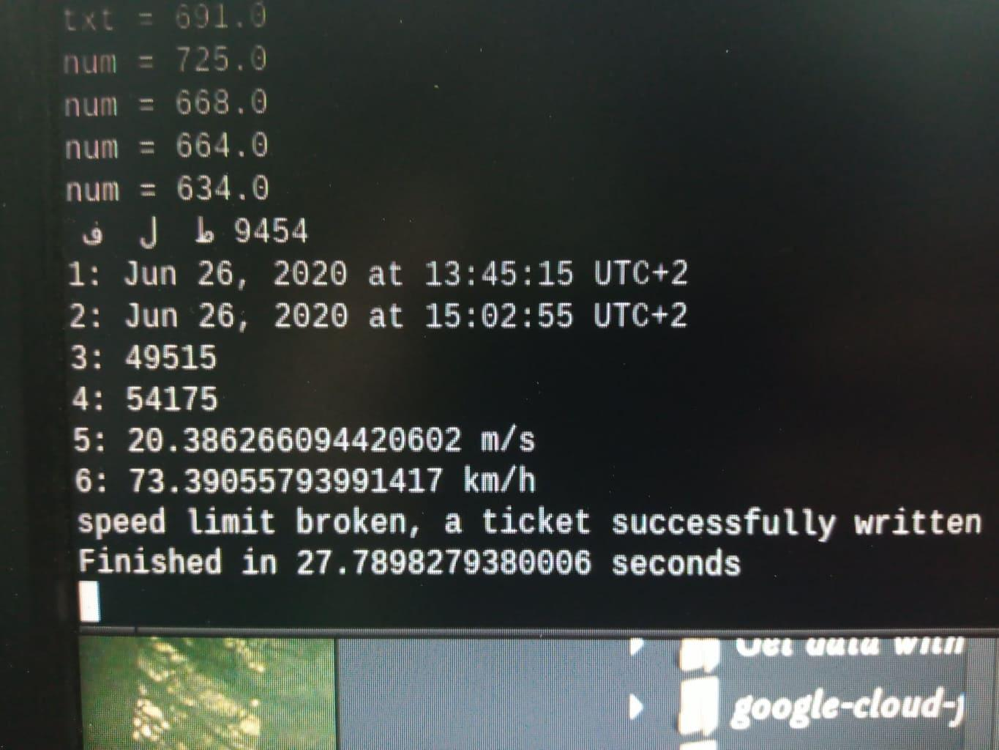 txt = 691.0
num = 725.0
num = 668.0
num = 664.0
num = 634.0
ف ل ط 9454
1: Jun 26, 2020 at 13:45:15 UTC+2
2: Jun 26, 2020 at 15:02:55 UTC+2
3: 49515
4: 54175
5: 20.386266094420602 m/s
6: 73.39055793991417 km/h
speed limit broken, a ticket successfully written
Finished in 27.7898279380006 seconds
Get data with
google-cloud-